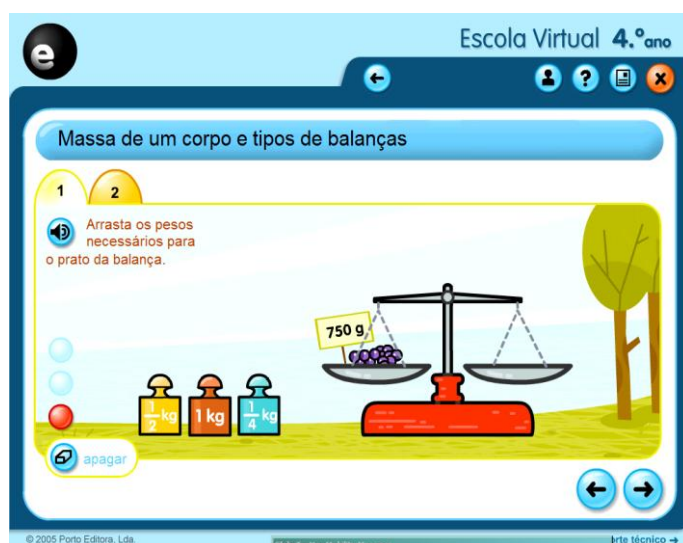 Escola Virtual 4.º ano
e
?
Massa de um corpo e tipos de balanças
1 2
Arrasta os pesos
necessários para
o prato da balança.
750 g
1/2 kg 1 kg 1/4 kg
apagar
© 2005 Porto Editora, Lda.
rte técnico